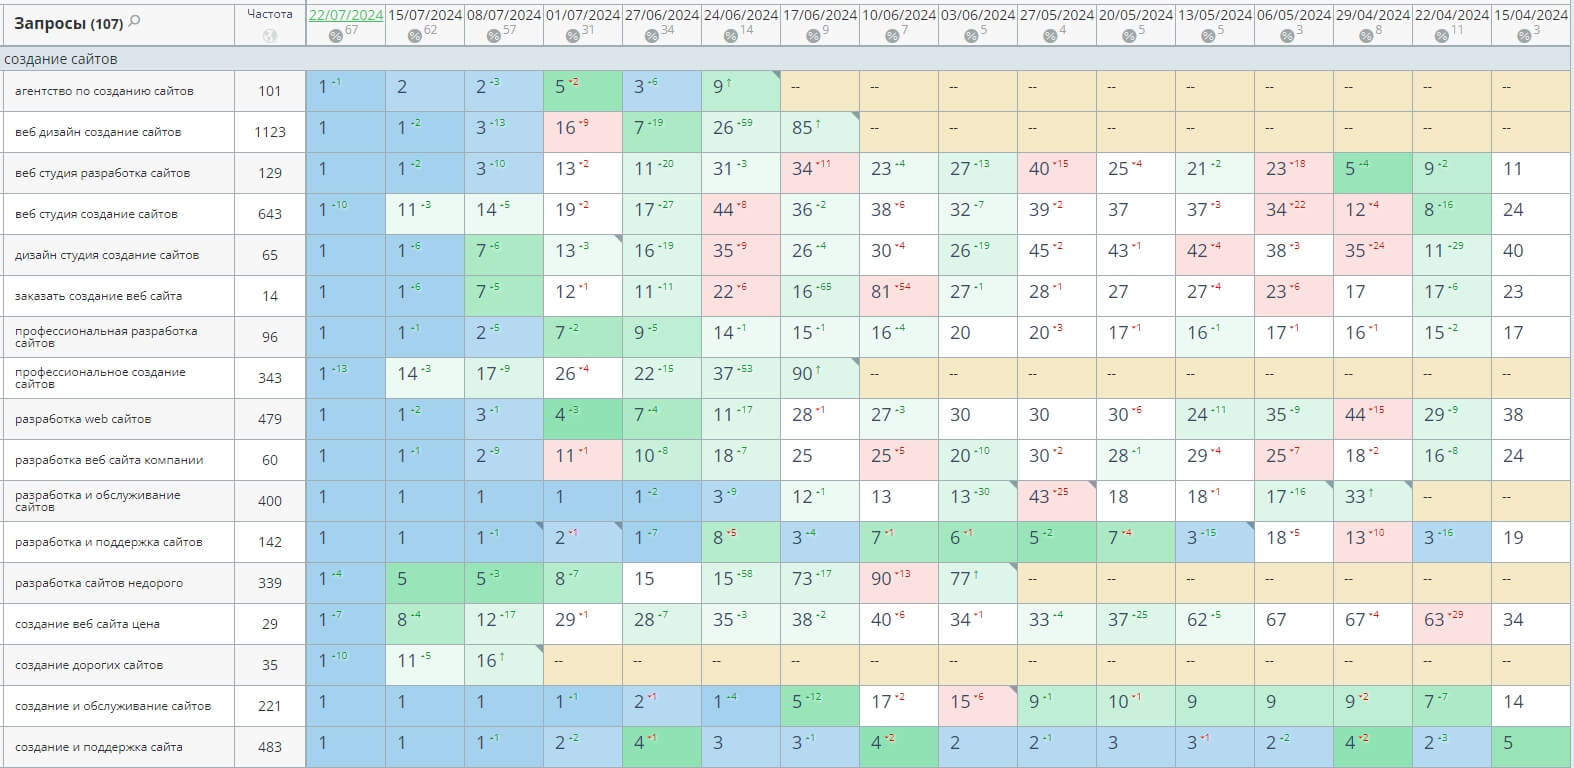 Запросы (107) Частота 22/07/2024 15/07/2024 08/07/2024 01/07/2024 27/06/2024 24/06/2024 17/06/2024 10/06/2024 03/06/2024 27/05/2024 20/05/2024 13/05/2024 06/05/2024 29/04/2024 22/04/2024 15/04/2024
% 67 % 62 % 57 % 31 % 34 % 14 % 9 % 7 % 5 % 4 % 5 % 5 % 3 % 8 % 11 % 3
создание сайтов
агентство по созданию сайтов 101 1 +1 2 2 +3 5 2 3 +6 9 ↑ -- -- -- -- -- -- -- -- -- --
веб дизайн создание сайтов 1123 1 1 +2 3 +13 16 9 7 +19 26 +59 85 ↑ -- -- -- -- -- -- -- -- --
веб студия разработка сайтов 129 1 1 +2 3 +10 13 2 11 +20 31 +3 34 11 23 +4 27 +13 40 15 25 4 21 +2 23 18 5 +4 9 +2 11
веб студия создание сайтов 643 1 +10 11 +3 14 +5 19 2 17 +27 44 8 36 +2 38 6 32 +7 39 2 37 37 3 34 22 12 4 8 +16 24
дизайн студия создание сайтов 65 1 1 +6 7 +6 13 +3 16 +19 35 9 26 +4 30 4 26 +19 45 2 43 1 42 4 38 3 35 24 11 +29 40
заказать создание веб сайта 14 1 1 +6 7 +5 12 1 11 +11 22 6 16 +65 81 54 27 +1 28 1 27 27 4 23 6 17 17 +6 23
профессиональная разработка
сайтов 96 1 1 +1 2 +5 7 +2 9 +5 14 +1 15 +1 16 +4 20 20 3 17 1 16 +1 17 1 16 1 15 +2 17
профессиональное создание
сайтов 343 1 +13 14 +3 17 +9 26 4 22 +15 37 +53 90 ↑ -- -- -- -- -- -- -- -- --
разработка web сайтов 479 1 1 +2 3 +1 4 +3 7 +4 11 +17 28 1 27 +3 30 30 30 6 24 +11 35 +9 44 15 29 +9 38
разработка веб сайта компании 60 1 1 +1 2 +9 11 1 10 +8 18 +7 25 25 5 20 +10 30 2 28 +1 29 4 25 7 18 2 16 +8 24
разработка и обслуживание
сайтов 400 1 1 1 1 1 +2 3 +9 12 +1 13 13 +30 43 25 18 18 1 17 +16 33 ↑ -- --
разработка и поддержка сайтов 142 1 1 1 +1 2 1 1 +7 8 5 3 +4 7 1 6 1 5 +2 7 4 3 +15 18 5 13 10 3 +16 19
разработка сайтов недорого 339 1 +4 5 5 +3 8 +7 15 15 +58 73 +17 90 13 77 ↑ -- -- -- -- -- -- --
создание веб сайта цена 29 1 +7 8 +4 12 +17 29 1 28 +7 35 +3 38 +2 40 6 34 1 33 +4 37 +25 62 +5 67 67 4 63 29 34
создание дорогих сайтов 35 1 +10 11 +5 16 ↑ -- -- -- -- -- -- -- -- -- -- -- -- --
создание и обслуживание сайтов 221 1 1 1 1 +1 2 1 1 +4 5 +12 17 2 15 6 9 +1 10 1 9 9 9 2 7 +7 14
создание и поддержка сайта 483 1 1 1 +1 2 +2 4 1 3 3 +1 4 2 2 2 +1 3 3 1 2 +2 4 2 2 +3 5